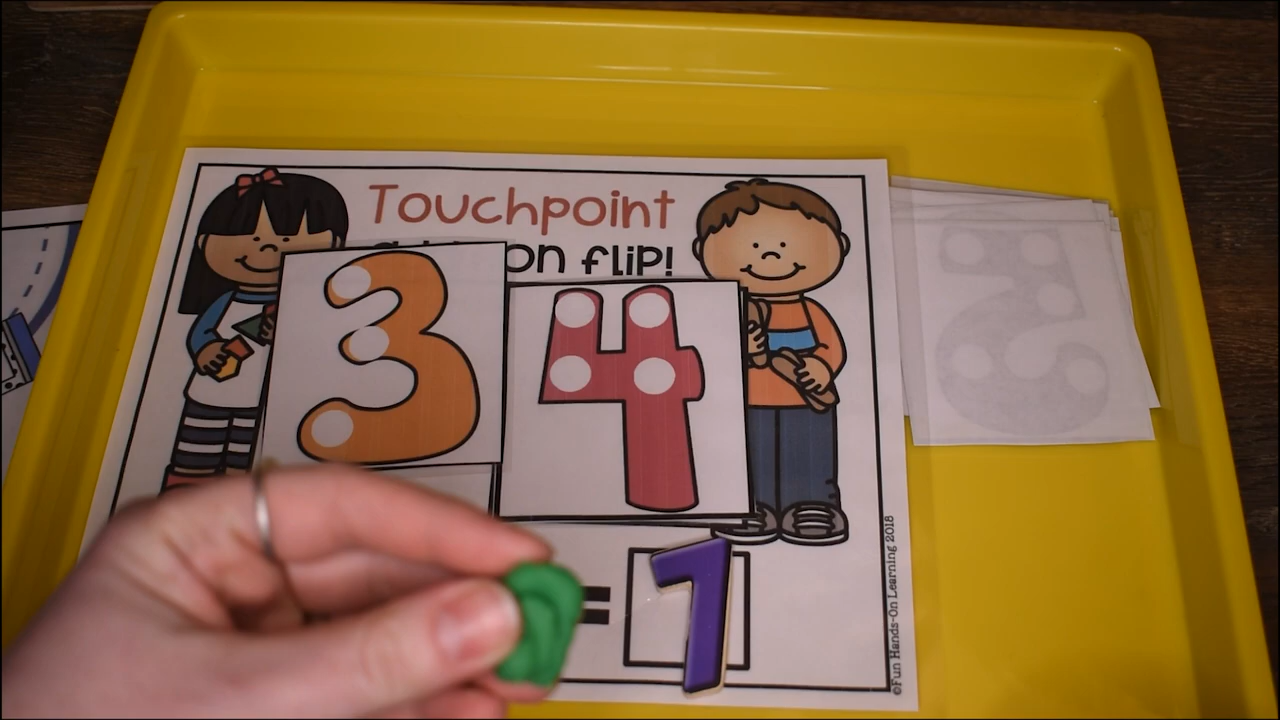 Touchpoint
on flip!
3 4
= 7
©Fun Hands-On Learning 2018